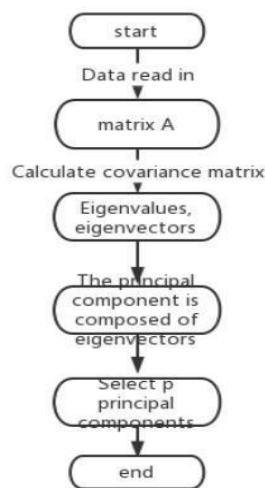 start
Data read in
matrix A
Calculate covariance matrix
Eigenvalues,
eigenvectors
The principal
component is
composed of
eigenvectors
Select p
principal
components
end